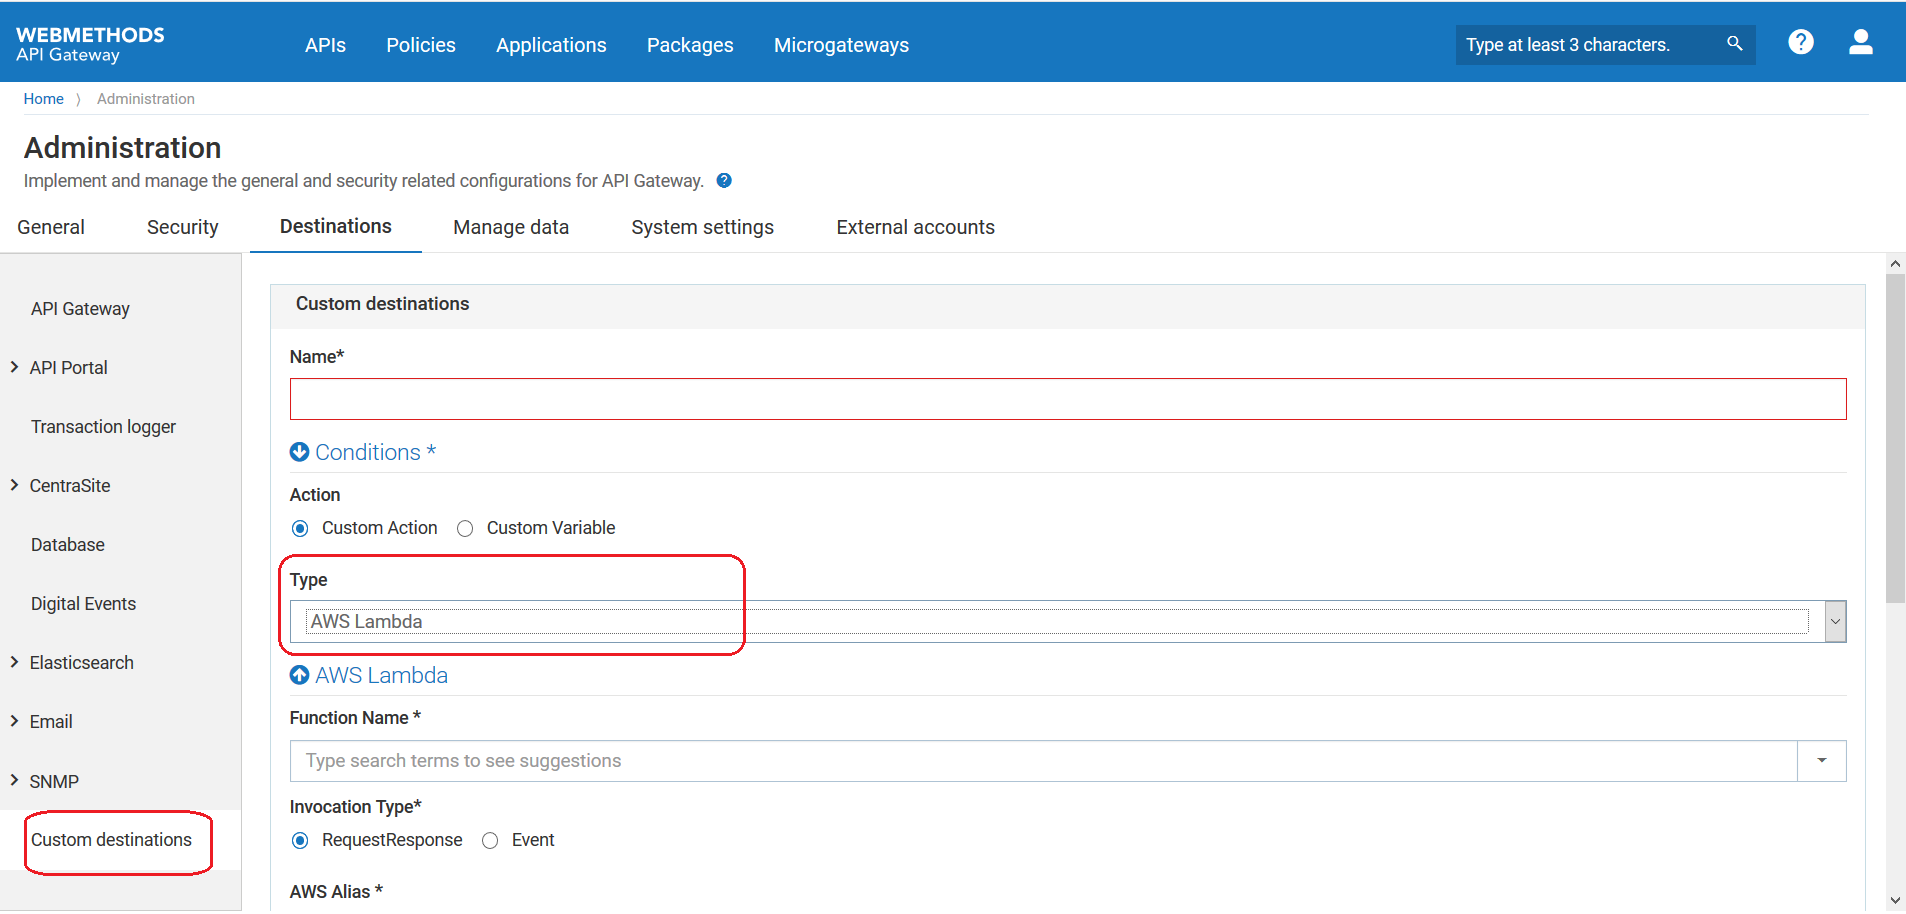 WEBMETHODS
API Gateway
APIs Policies Applications Packages Microgateways
Type at least 3 characters.
Home Administration
Administration
Implement and manage the general and security related configurations for API Gateway.
General Security Destinations Manage data System settings External accounts
API Gateway
API Portal
Transaction logger
CentraSite
Database
Digital Events
Elasticsearch
Email
SNMP
Custom destinations
Custom destinations
Name*
Conditions *
Action
Custom Action Custom Variable
Type
AWS Lambda
AWS Lambda
Function Name *
Type search terms to see suggestions
Invocation Type*
RequestResponse Event
AWS Alias *